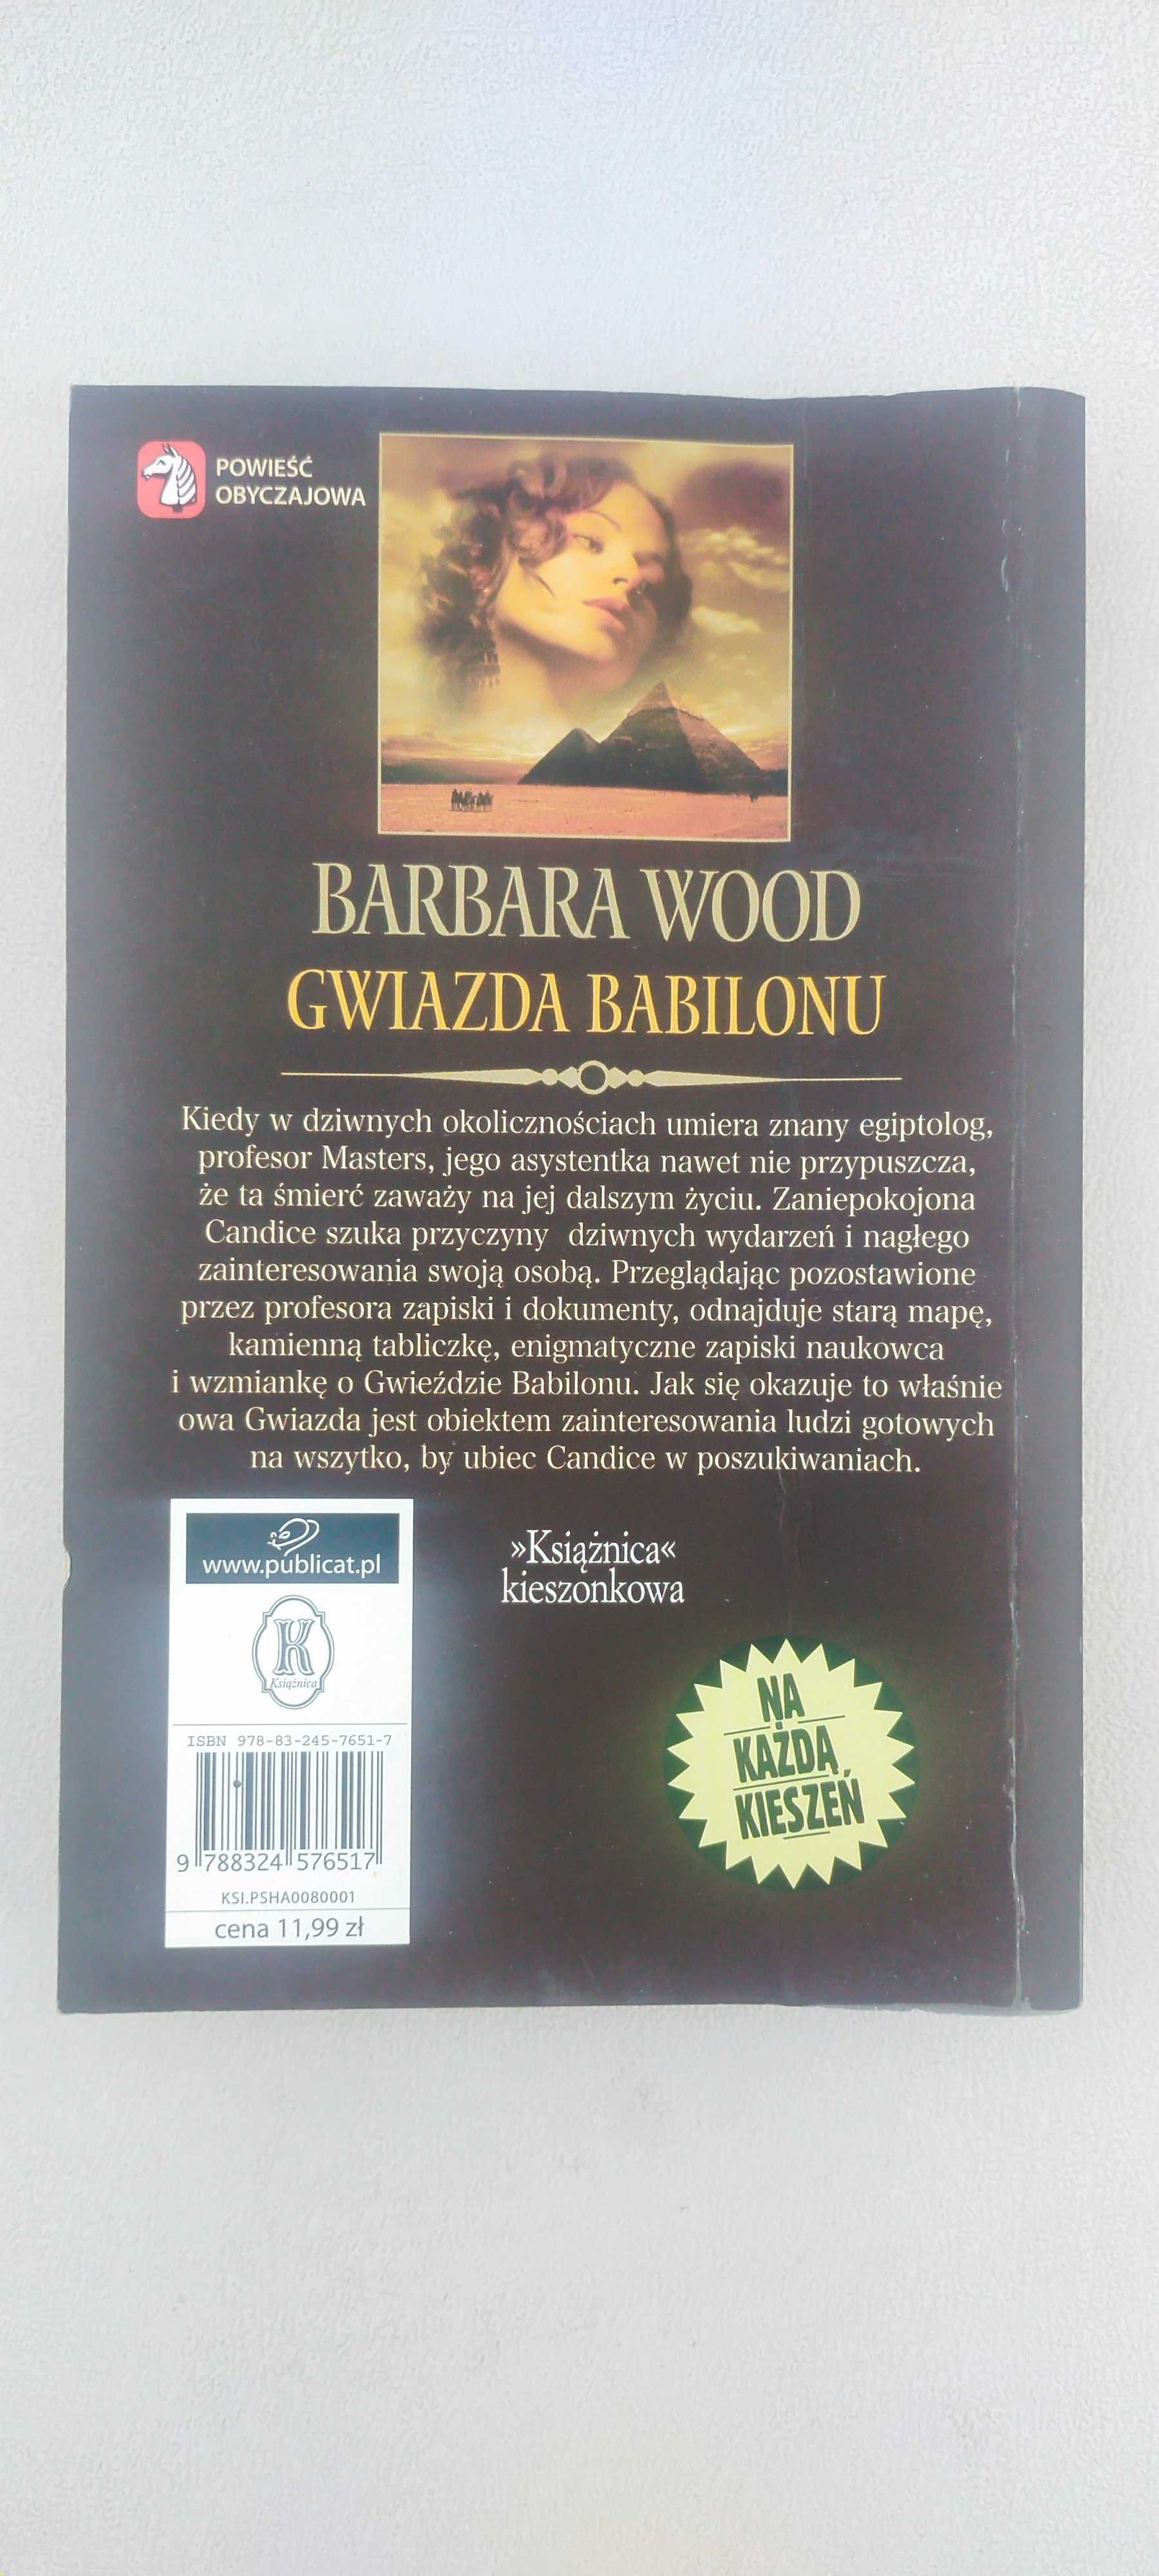 POWIEŚĆ
OBYCZAJOWA
BARBARA WOOD
GWIAZDA BABILONU
Kiedy w dziwnych okolicznościach umiera znany egiptolog,
profesor Masters, jego asystentka nawet nie przypuszcza,
że ta śmierć zaważy na jej dalszym życiu. Zaniepokojona
Candice szuka przyczyny dziwnych wydarzeń i nagłego
zainteresowania swoją osobą. Przeglądając pozostawione
przez profesora zapiski i dokumenty, odnajduje starą mapę,
kamienną tabliczkę, enigmatyczne zapiski naukowca
i wzmiankę o Gwieździe Babilonu. Jak się okazuje to właśnie
owa Gwiazda jest obiektem zainteresowania ludzi gotowych
na wszytko, by ubiec Candice w poszukiwaniach.
www.publicat.pl
K
Książnica
ISBN 978-83-245-7651-7
9 788324 576517
KSI.PSHA0080001
cena 11,99 zł
»Książnica«
kieszonkowa
NA
KAŻDĄ
KIESZEŃ